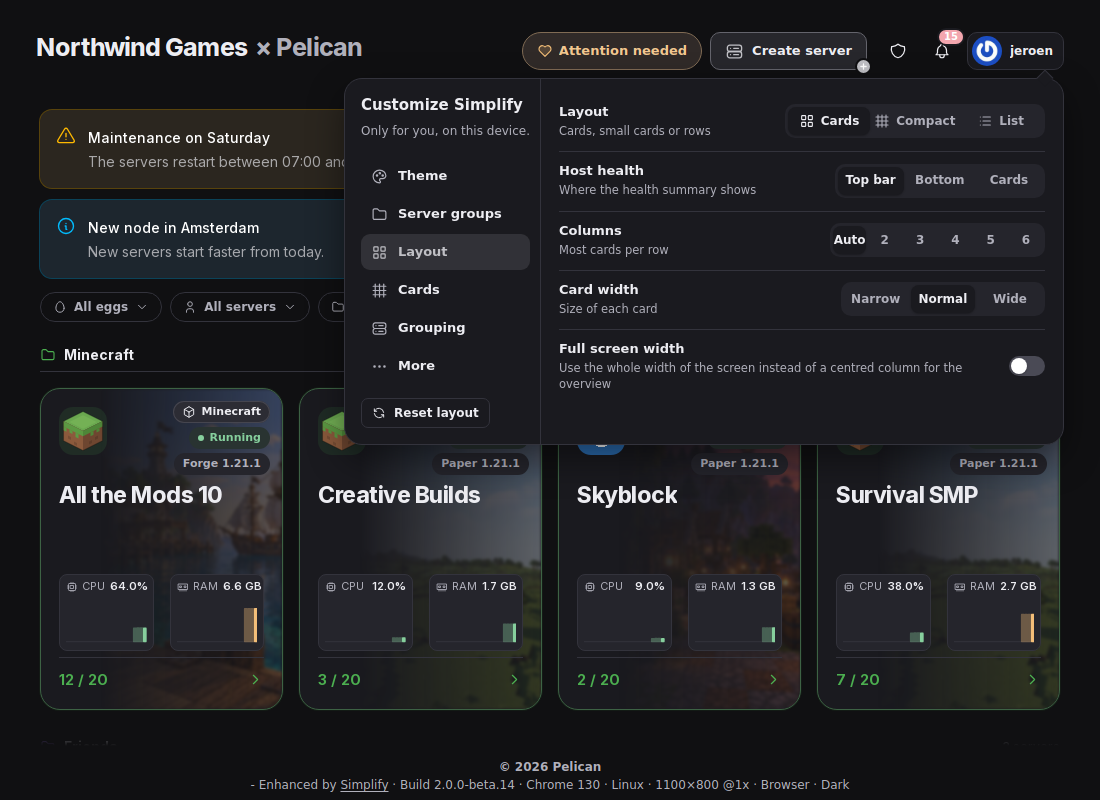 Northwind Games × Pelican
Attention needed
Create server
15
jeroen
Maintenance on Saturday
The servers restart between 07:00 and
New node in Amsterdam
New servers start faster from today.
All eggs
All servers
Customize Simplify
Only for you, on this device.
Theme
Server groups
Layout
Cards
Grouping
More
Reset layout
Layout
Cards, small cards or rows
Cards
Compact
List
Host health
Where the health summary shows
Top bar
Bottom
Cards
Columns
Most cards per row
Auto 2 3 4 5 6
Card width
Size of each card
Narrow
Normal
Wide
Full screen width
Use the whole width of the screen instead of a centred column for the
overview
Minecraft
Minecraft
Running
Forge 1.21.1
All the Mods 10
CPU 64.0%
RAM 6.6 GB
12 / 20
Paper 1.21.1
Creative Builds
CPU 12.0%
RAM 1.7 GB
3 / 20
Paper 1.21.1
Skyblock
CPU 9.0%
RAM 1.3 GB
2 / 20
Paper 1.21.1
Survival SMP
CPU 38.0%
RAM 2.7 GB
7 / 20
Friends
© 2026 Pelican
- Enhanced by Simplify · Build 2.0.0-beta.14 · Chrome 130 · Linux · 1100×800 @1x · Browser · Dark